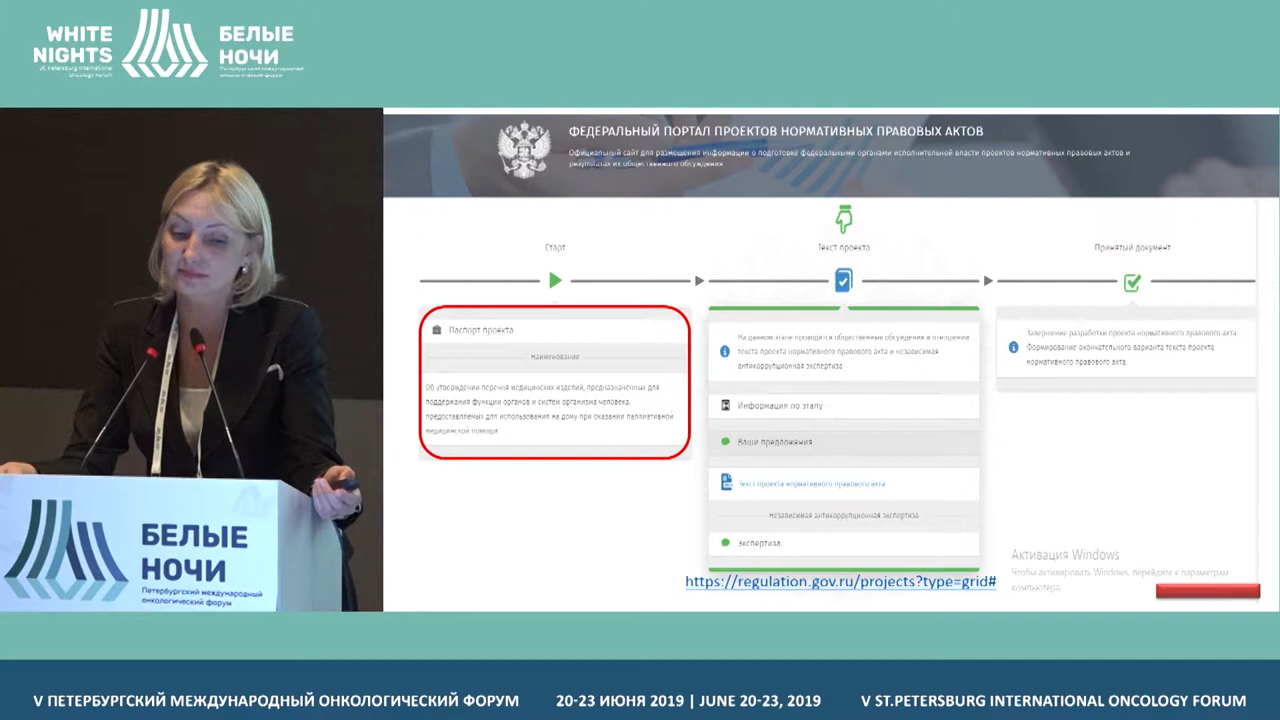 WHITE
NIGHTS
St. Petersburg International
Oncology Forum
БЕЛЫЕ
НОЧИ
Петербургский международный
онкологический форум
ФЕДЕРАЛЬНЫЙ ПОРТАЛ ПРОЕКТОВ НОРМАТИВНЫХ ПРАВОВЫХ АКТОВ
Официальный сайт для размещения информации о подготовке федеральными органами исполнительной власти проектов нормативных правовых актов и
результатах их общественного обсуждения
Старт
Текст проекта
Принятый документ
Паспорт проекта
Наименование
Об утверждении перечня медицинских изделий, предназначенных для
поддержания функции органов и систем организма человека,
предоставляемых для использования на дому при оказании паллиативной
медицинской помощи
На данном этапе проводятся общественные обсуждения в отношении
текста проекта нормативного правового акта и независимая
антикоррупционная экспертиза
Информация по этапу
Ваши предложения
Текст проекта нормативного правового акта
Независимая антикоррупционная экспертиза
Экспертиза
Завершение разработки проекта нормативного правового акта
Формирование окончательного варианта текста проекта
нормативного правового акта.
https://regulation.gov.ru/projects?type=grid#
Активация Windows
Чтобы активировать Windows, перейдите к параметрам
компьютера.
БЕЛЫЕ
НОЧИ
Петербургский международный
онкологический форум
V ПЕТЕРБУРГСКИЙ МЕЖДУНАРОДНЫЙ ОНКОЛОГИЧЕСКИЙ ФОРУМ
20-23 ИЮНЯ 2019 | JUNE 20-23, 2019
V ST.PETERSBURG INTERNATIONAL ONCOLOGY FORUM